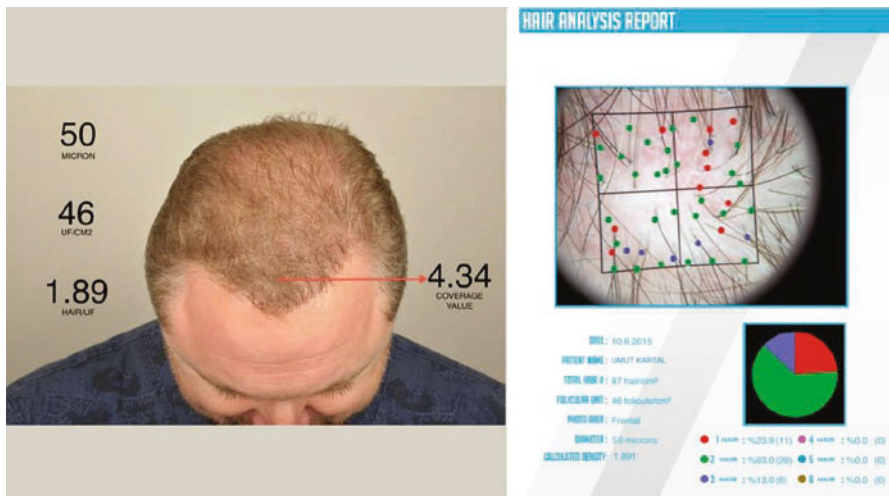 50
MICRON
46
UF/CM2
1.89
HAIR/UF
4.34
COVERAGE
VALUE
HAIR ANALYSIS REPORT
DATE : 10.6.2015
PATIENT NAME : UMUT KARTAL
TOTAL HAIR # : 87 hair/cm²
FOLICULAR UNIT : 46 folicule/cm²
PHOTO AREA : Frontal
DIAMETER : 50 microns
CALCULATED DENSITY : 1.891
1 HAIR : %23.9 (11)
4 HAIR : %0.0 (0)
2 HAIR : %63.0 (29)
5 HAIR : %0.0 (0)
3 HAIR : %13.0 (6)
6 HAIR : %0.0 (0)